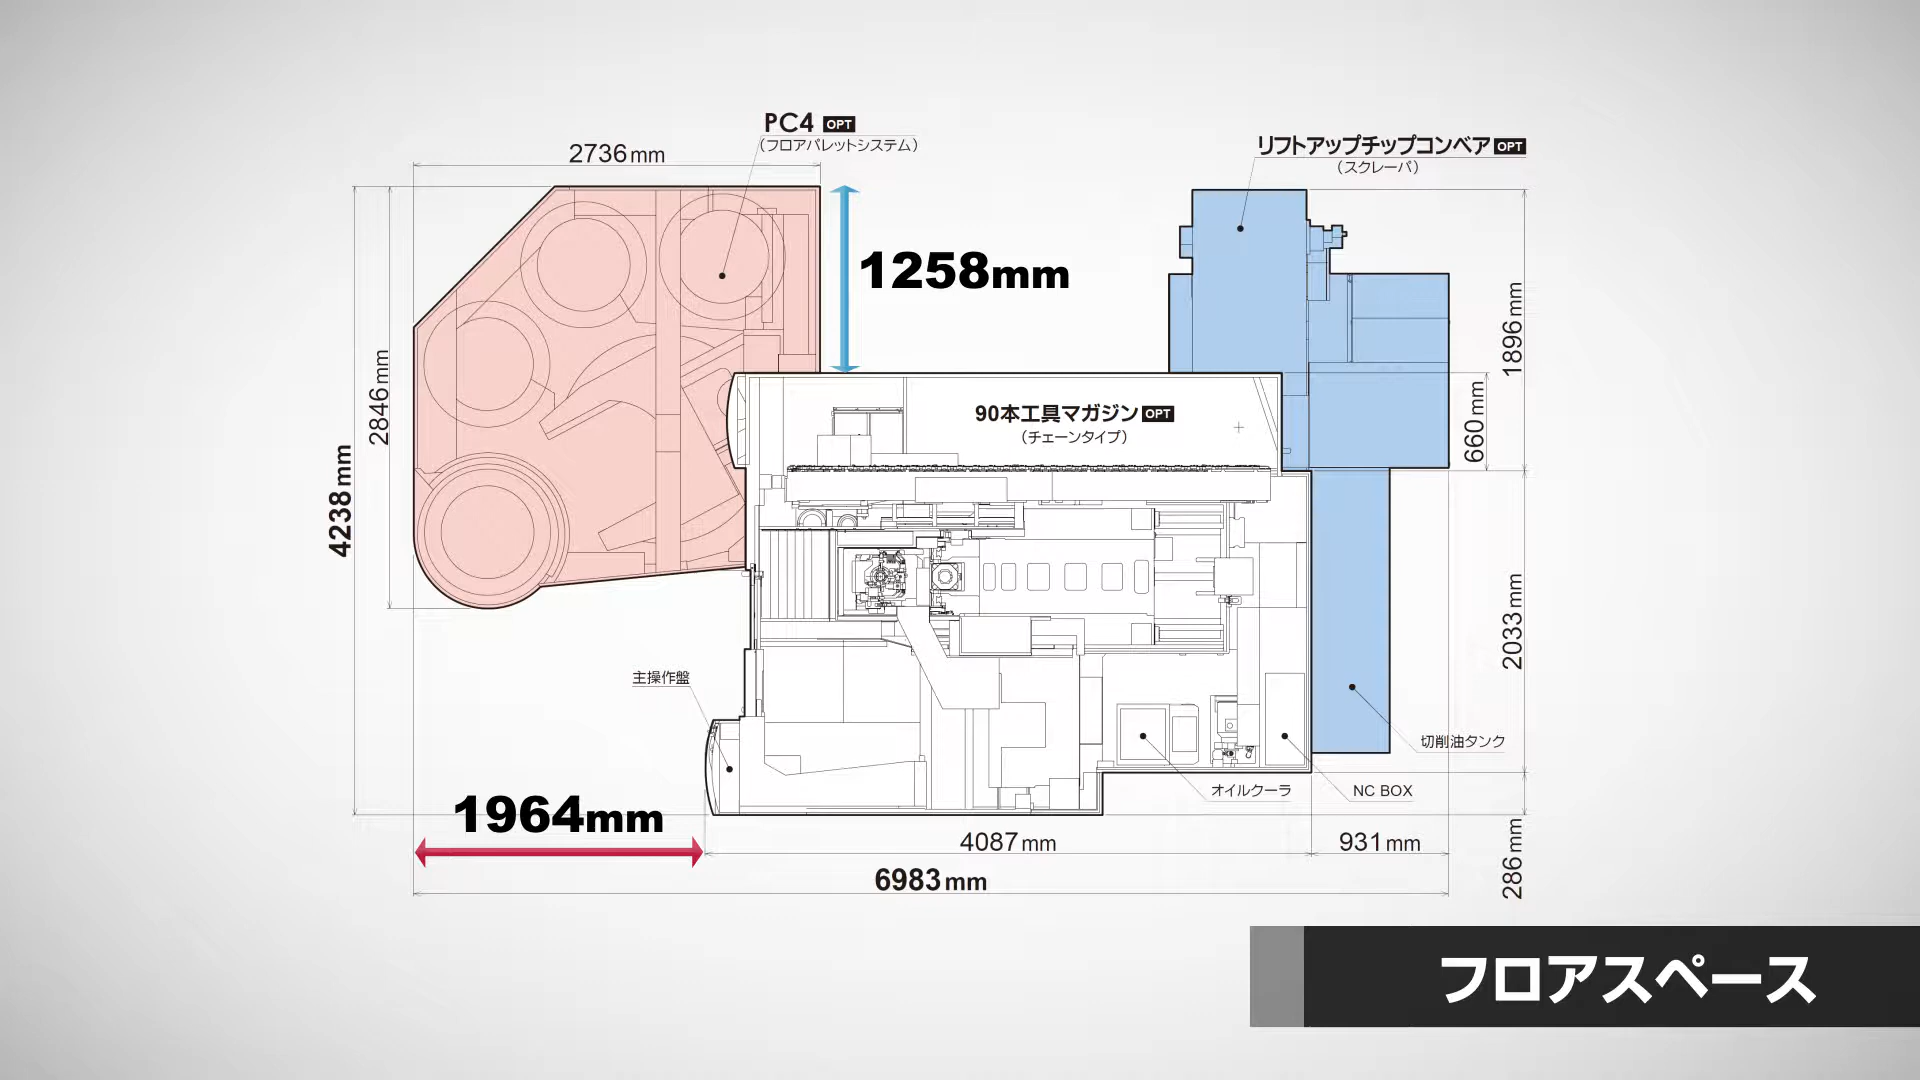 PC4 OPT
(フロアパレットシステム)
2736mm
リフトアップチップコンベア OPT
(スクレーパ)
1258mm
1896mm
2846mm
90本工具マガジン OPT
(チェーンタイプ)
660mm
4238mm
2033mm
主操作盤
切削油タンク
オイルクーラ
NC BOX
1964mm
4087mm
931mm
286mm
6983mm
フロアスペース